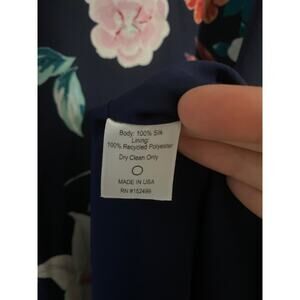 Body: 100% Silk
Lining:
100% Recycled Polyester
Dry Clean Only
MADE IN USA
RN #152499